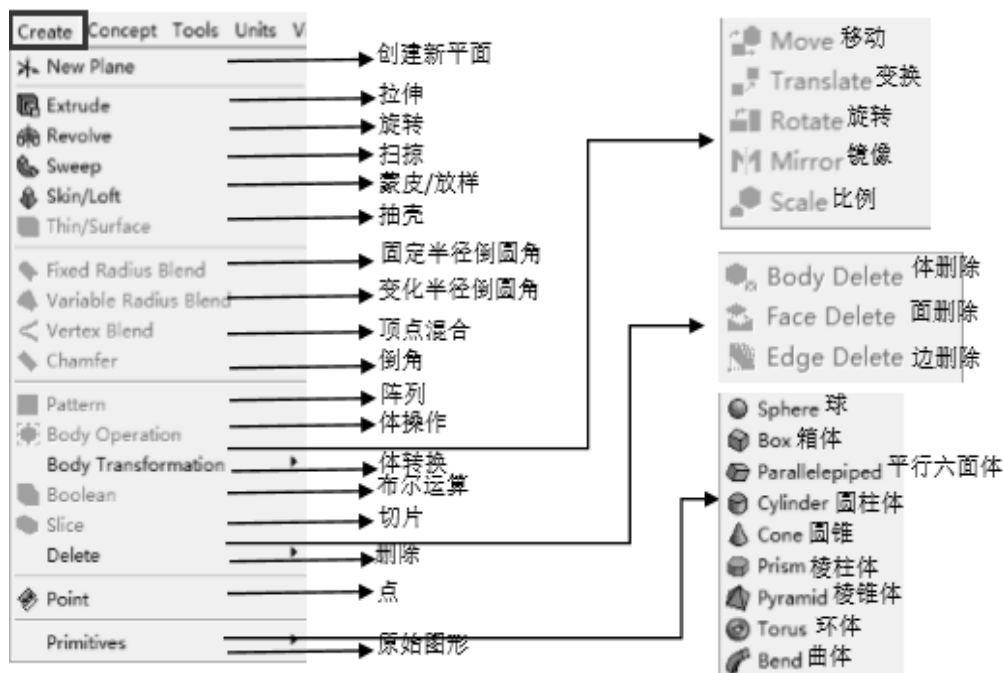 Create Concept Tools Units V
New Plane 创建新平面
Extrude 拉伸
Revolve 旋转
Sweep 扫掠
Skin/Loft 蒙皮/放样
Thin/Surface 抽壳
Fixed Radius Blend 固定半径倒圆角
Variable Radius Blend 变化半径倒圆角
Vertex Blend 顶点混合
Chamfer 倒角
Pattern 阵列
Body Operation 体操作
Body Transformation 体转换
Boolean 布尔运算
Slice 切片
Delete 删除
Point 点
Primitives 原始图形
Move 移动
Translate 变换
Rotate 旋转
Mirror 镜像
Scale 比例
Body Delete 体删除
Face Delete 面删除
Edge Delete 边删除
Sphere 球
Box 箱体
Parallelepiped 平行六面体
Cylinder 圆柱体
Cone 圆锥
Prism 棱柱体
Pyramid 棱锥体
Torus 环体
Bend 曲体